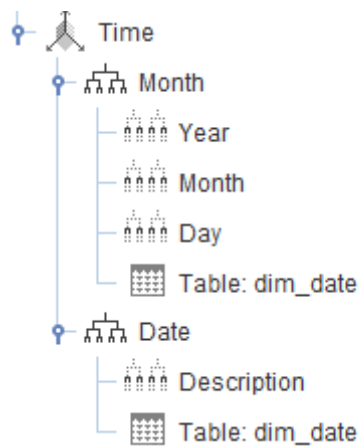 Time
Month
Year
Month
Day
Table: dim_date
Date
Description
Table: dim_date